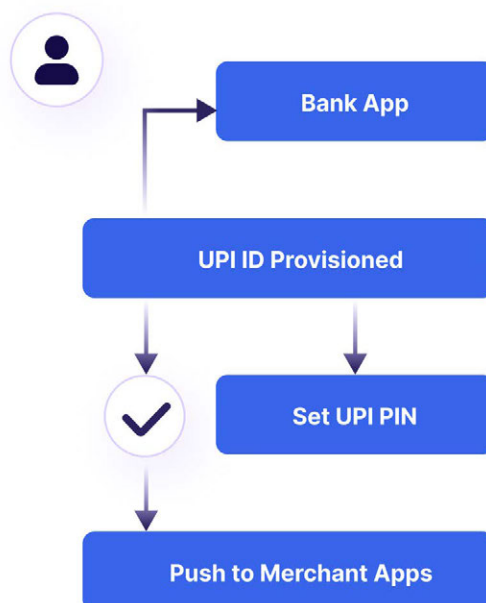 Bank App
UPI ID Provisioned
Set UPI PIN
Push to Merchant Apps